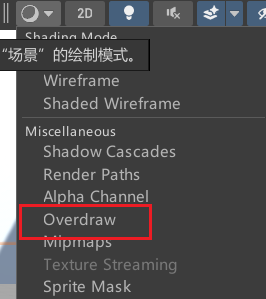 2D
Shading Mode
“场景”的绘制模式。
Wireframe
Shaded Wireframe
Miscellaneous
Shadow Cascades
Render Paths
Alpha Channel
Overdraw
Mipmaps
Texture Streaming
Sprite Mask